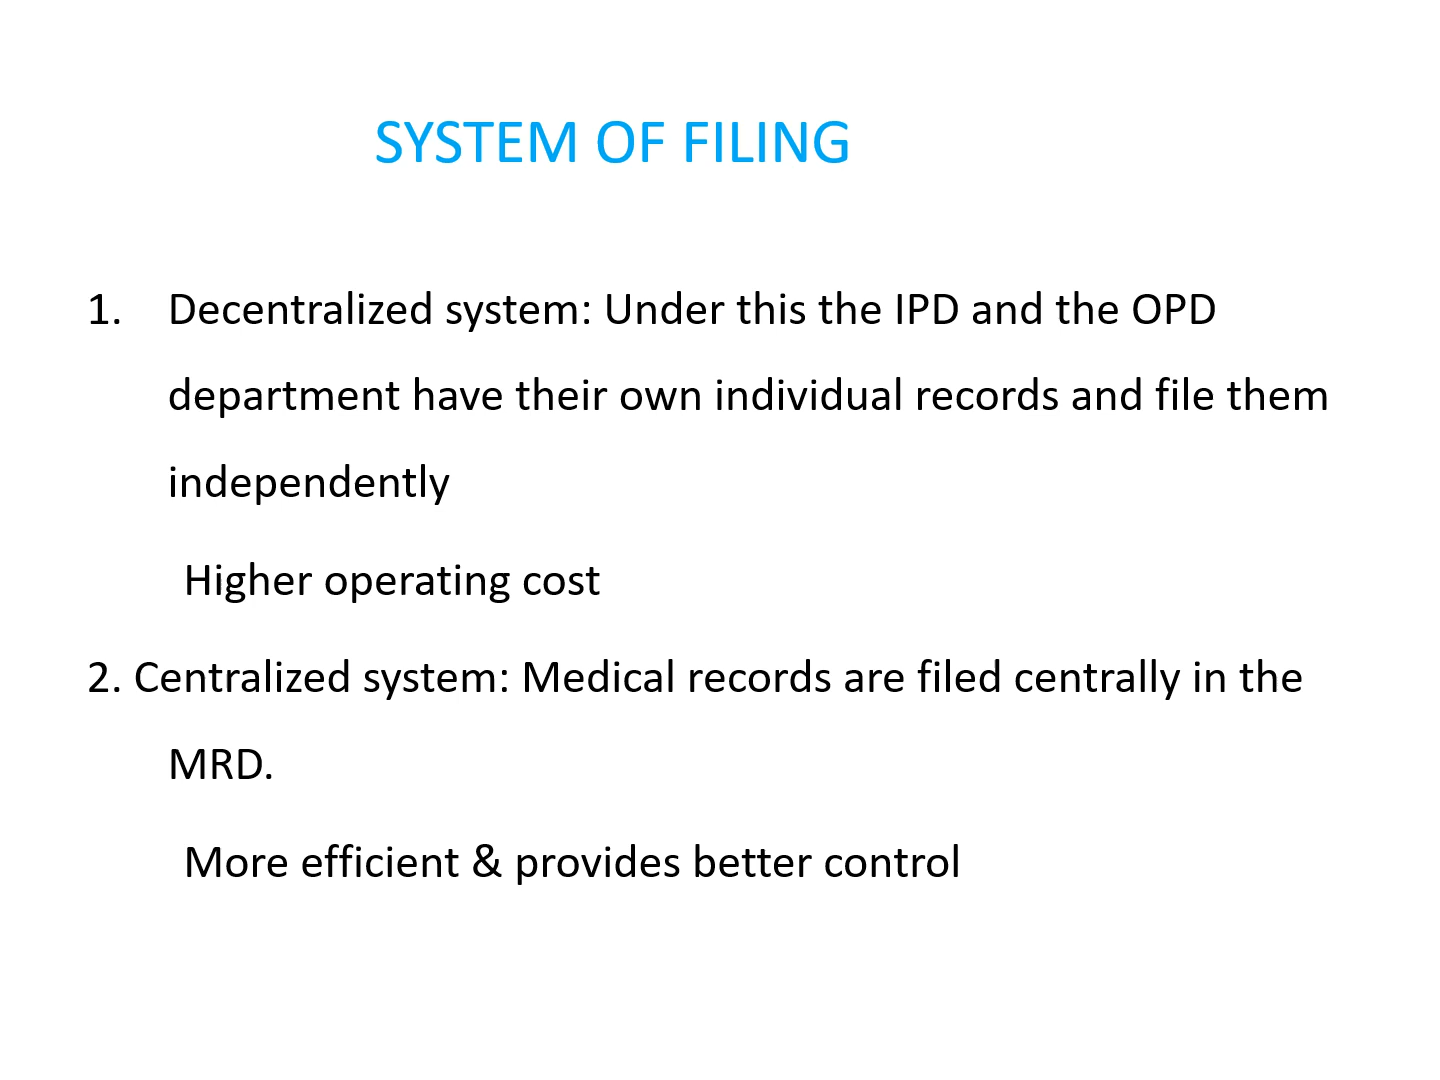 SYSTEM OF FILING
1. Decentralized system: Under this the IPD and the OPD
department have their own individual records and file them
independently
Higher operating cost
2. Centralized system: Medical records are filed centrally in the
MRD.
More efficient & provides better control